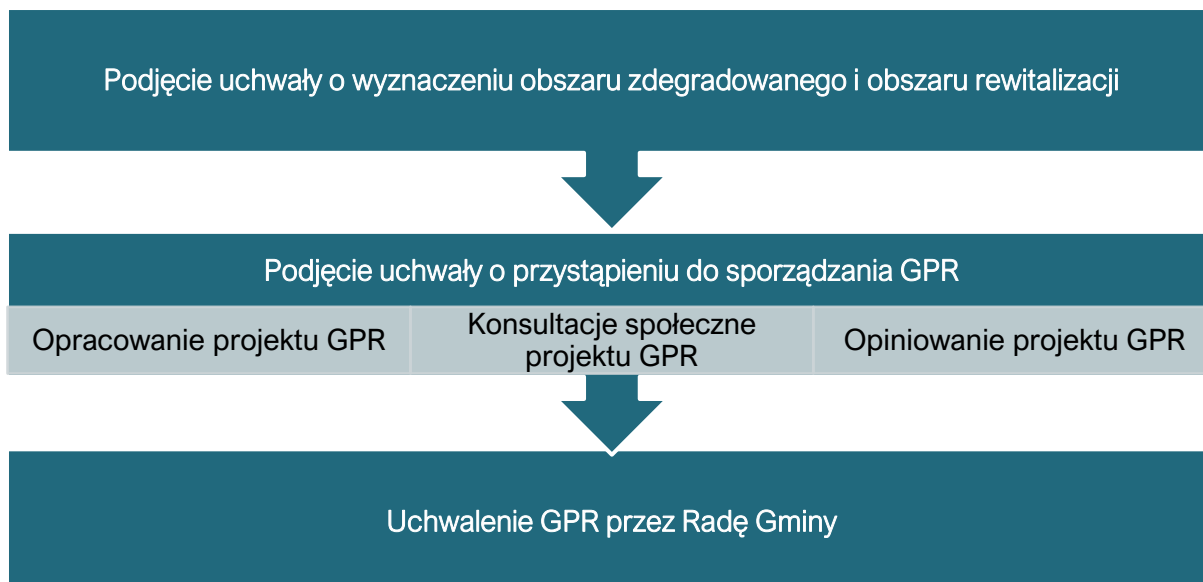 Podjęcie uchwały o wyznaczeniu obszaru zdegradowanego i obszaru rewitalizacji
Podjęcie uchwały o przystąpieniu do sporządzania GPR
Opracowanie projektu GPR
Konsultacje społeczne
projektu GPR
Opiniowanie projektu GPR
Uchwalenie GPR przez Radę Gminy